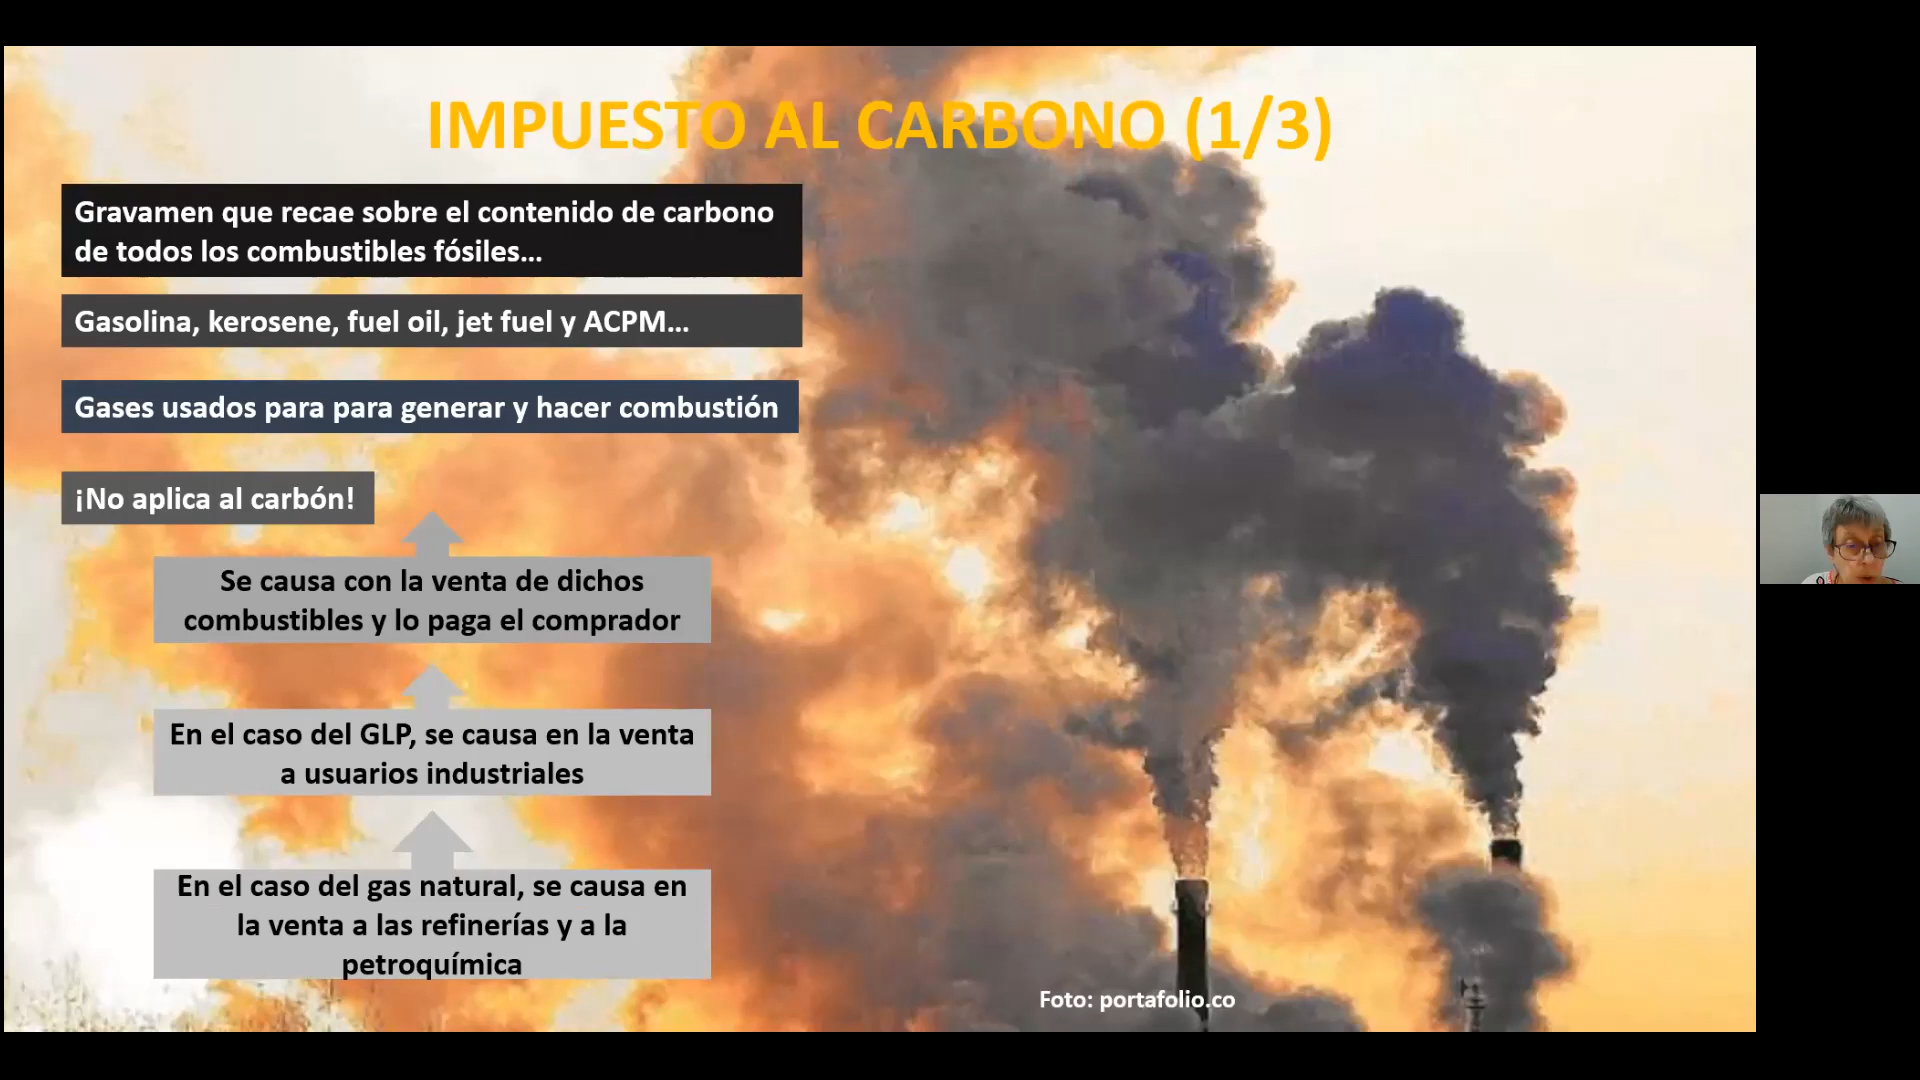 IMPUESTO AL CARBONO (1/3)
Gravamen que recae sobre el contenido de carbono
de todos los combustibles fósiles...
Gasolina, kerosene, fuel oil, jet fuel y ACPM...
Gases usados para para generar y hacer combustión
¡No aplica al carbón!
Se causa con la venta de dichos
combustibles y lo paga el comprador
En el caso del GLP, se causa en la venta
a usuarios industriales
En el caso del gas natural, se causa en
la venta a las refinerías y a la
petroquímica
Foto: portafolio.co